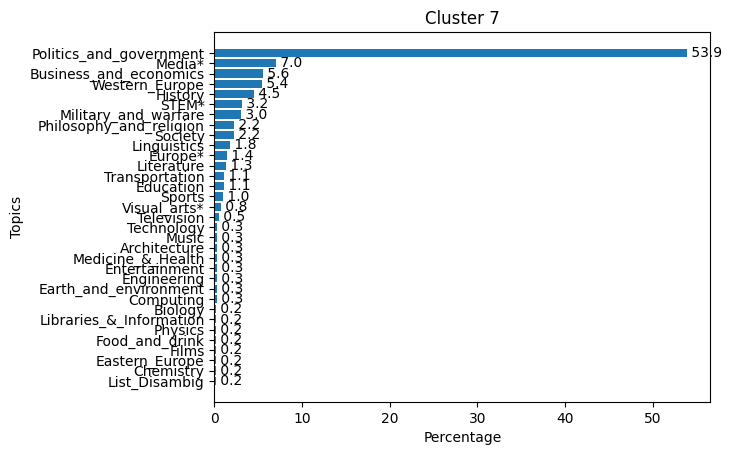 Cluster 7
Politics_and_government 53.9
Media* 7.0
Business_and_economics 5.6
Western_Europe 5.4
History 4.5
STEM* 3.2
Military_and_warfare 3.0
Philosophy_and_religion 2.2
Society 2.2
Linguistics 1.8
Europe* 1.4
Literature 1.3
Transportation 1.1
Education 1.1
Sports 1.0
Visual_arts* 0.8
Television 0.5
Technology 0.3
Music 0.3
Architecture 0.3
Medicine_&_Health 0.3
Entertainment 0.3
Engineering 0.3
Earth_and_environment 0.3
Computing 0.3
Biology 0.2
Libraries_&_Information 0.2
Physics 0.2
Food_and_drink 0.2
Films 0.2
Eastern_Europe 0.2
Chemistry 0.2
List_Disambig 0.2
Topics
0 10 20 30 40 50
Percentage